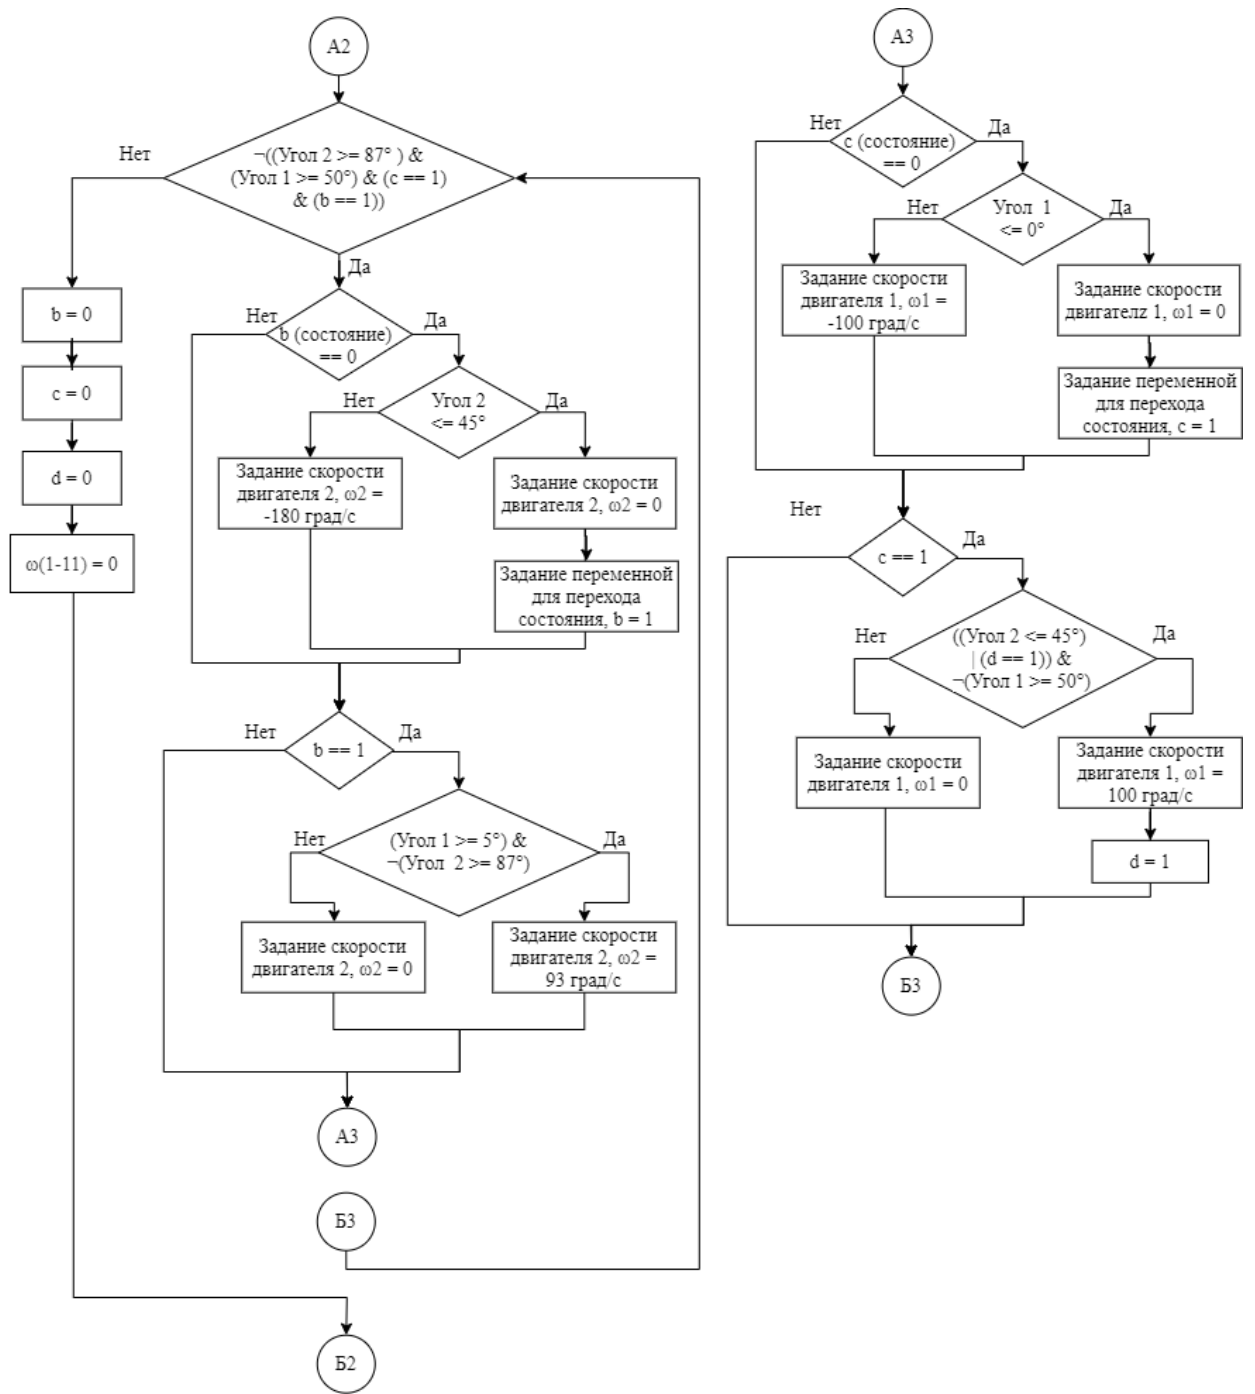 А2
Нет
¬((Угол 2 >= 87° ) &
(Угол 1 >= 50°) & (c == 1)
& (b == 1))
Да
b = 0
c = 0
d = 0
ω(1-11) = 0
Нет
b (состояние)
== 0
Да
Нет
Угол 2
<= 45°
Да
Задание скорости
двигателя 2, ω2 =
-180 град/с
Задание скорости
двигателя 2, ω2 = 0
Задание переменной
для перехода
состояния, b = 1
Нет
b == 1
Да
Нет
(Угол 1 >= 5°) &
¬(Угол 2 >= 87°)
Да
Задание скорости
двигателя 2, ω2 = 0
Задание скорости
двигателя 2, ω2 =
93 град/с
А3
Б3
Б2
А3
Нет
c (состояние)
== 0
Да
Нет
Угол 1
<= 0°
Да
Задание скорости
двигателя 1, ω1 =
-100 град/с
Задание скорости
двигателz 1, ω1 = 0
Задание переменной
для перехода
состояния, c = 1
Нет
c == 1
Да
Нет
((Угол 2 <= 45°)
| (d == 1)) &
¬(Угол 1 >= 50°)
Да
Задание скорости
двигателя 1, ω1 = 0
Задание скорости
двигателя 1, ω1 =
100 град/с
d = 1
Б3